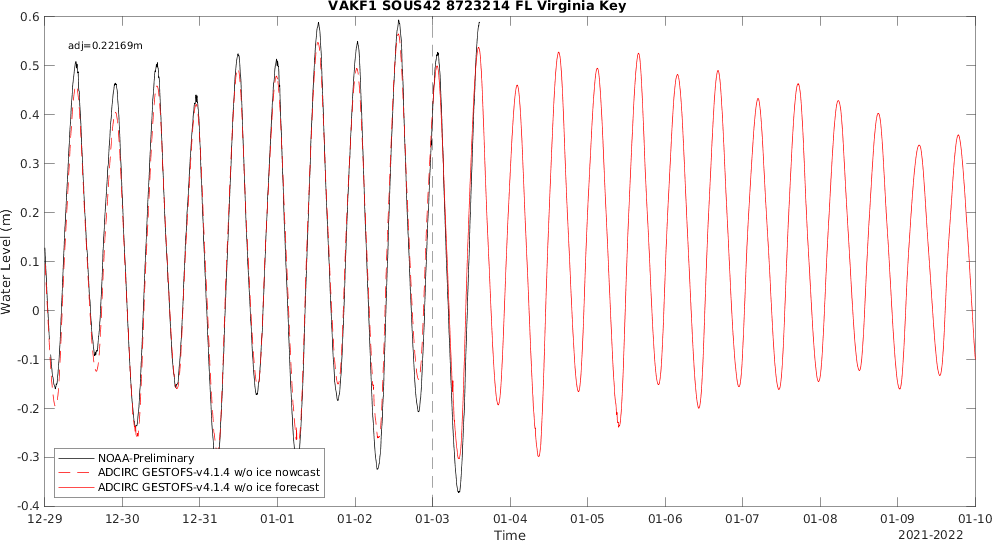 VAKF1 SOUS42 8723214 FL Virginia Key
adj=0.22169m
0.6
0.5
0.4
0.3
0.2
0.1
0
-0.1
-0.2
-0.3
-0.4
Water Level (m)
NOAA-Preliminary
ADCIRC GESTOFS-v4.1.4 w/o ice nowcast
ADCIRC GESTOFS-v4.1.4 w/o ice forecast
12-29 12-30 12-31 01-01 01-02 01-03 01-04 01-05 01-06 01-07 01-08 01-09 01-10
Time
2021-2022